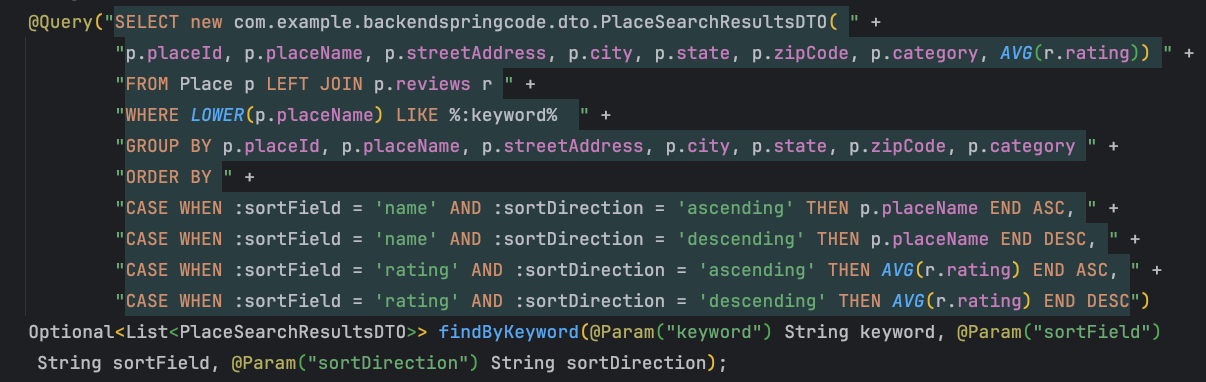 @Query("SELECT new com.example.backendspringcode.dto.PlaceSearchResultsDTO( " +
"p.placeId, p.placeName, p.streetAddress, p.city, p.state, p.zipCode, p.category, AVG(r.rating)) " +
"FROM Place p LEFT JOIN p.reviews r " +
"WHERE LOWER(p.placeName) LIKE %:keyword%  " +
"GROUP BY p.placeId, p.placeName, p.streetAddress, p.city, p.state, p.zipCode, p.category " +
"ORDER BY " +
"CASE WHEN :sortField = 'name' AND :sortDirection = 'ascending' THEN p.placeName END ASC, " +
"CASE WHEN :sortField = 'name' AND :sortDirection = 'descending' THEN p.placeName END DESC, " +
"CASE WHEN :sortField = 'rating' AND :sortDirection = 'ascending' THEN AVG(r.rating) END ASC, " +
"CASE WHEN :sortField = 'rating' AND :sortDirection = 'descending' THEN AVG(r.rating) END DESC")
Optional<List<PlaceSearchResultsDTO>> findByKeyword(@Param("keyword") String keyword, @Param("sortField")
String sortField, @Param("sortDirection") String sortDirection);